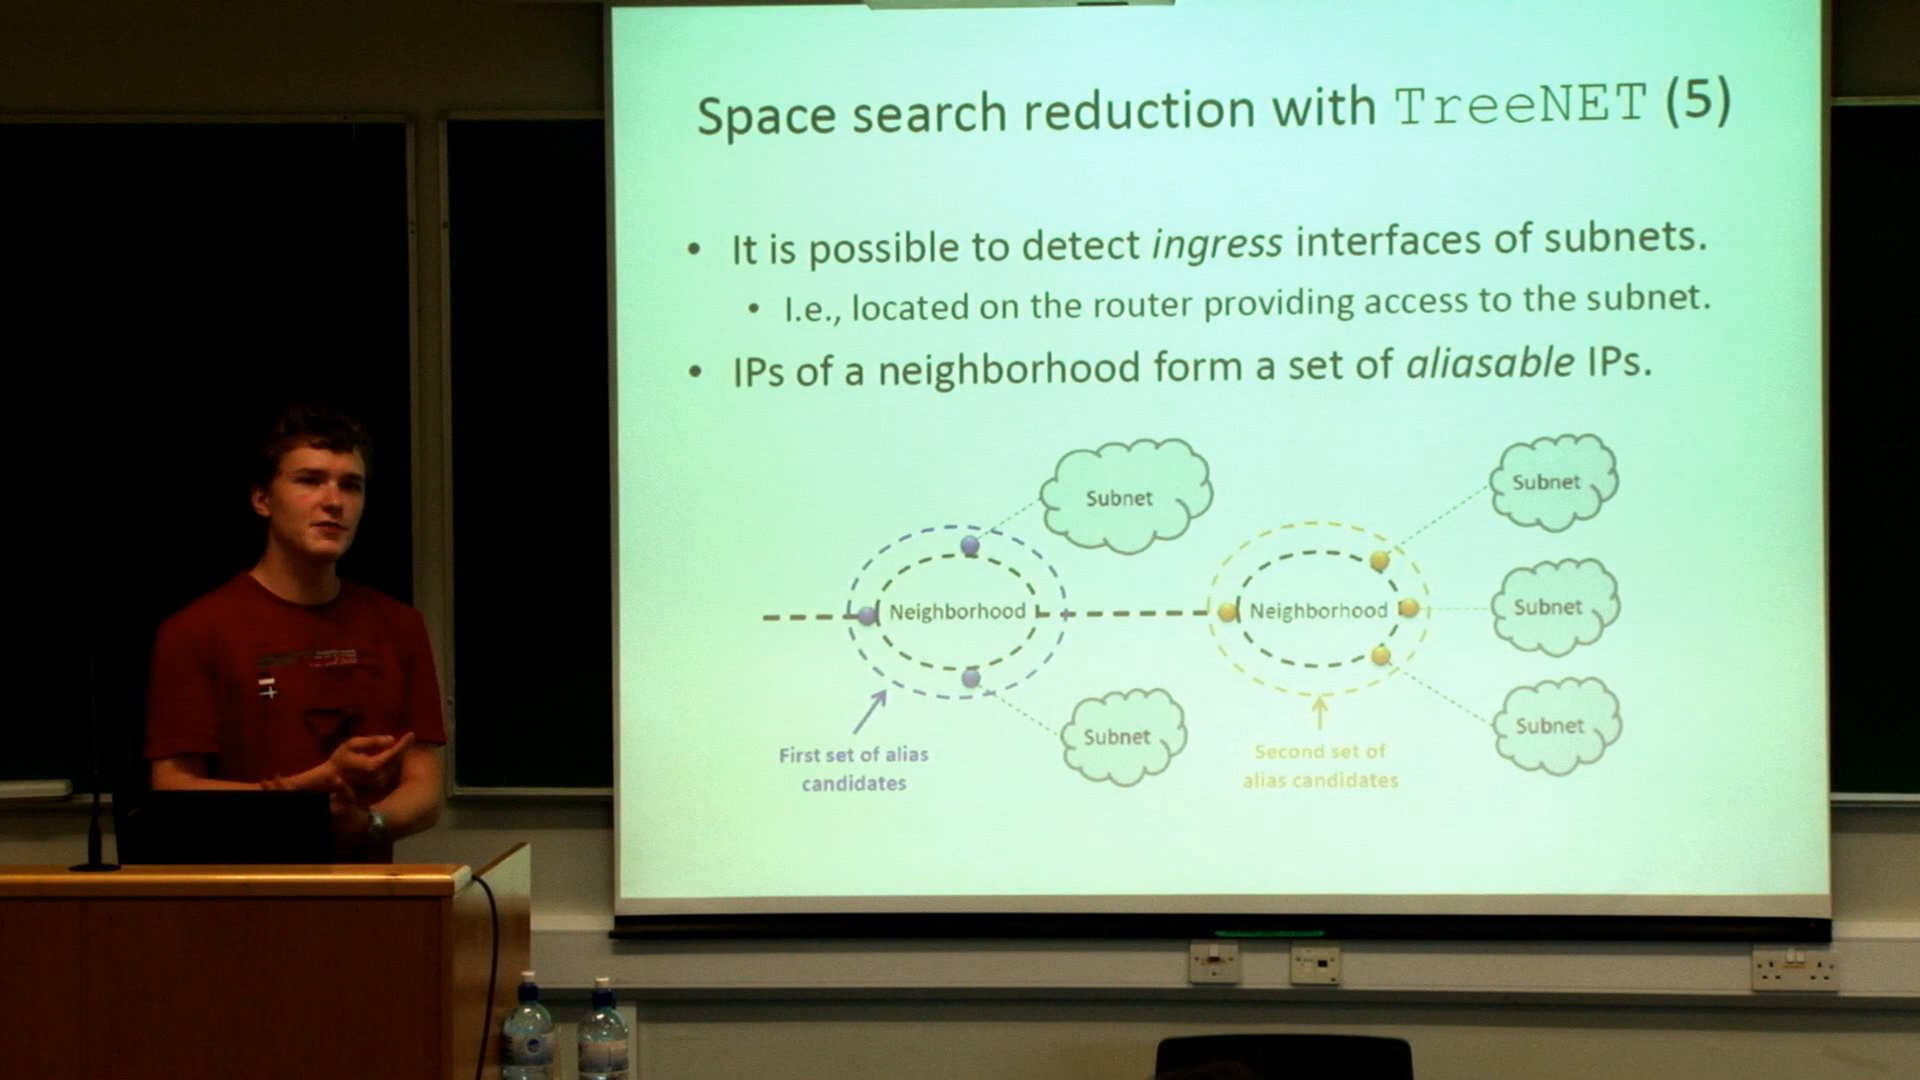 Space search reduction with TreeNET (5)
• It is possible to detect ingress interfaces of subnets.
• I.e., located on the router providing access to the subnet.
• IPs of a neighborhood form a set of aliasable IPs.
Subnet
Subnet
Neighborhood
Neighborhood
Subnet
Subnet
Subnet
First set of alias
candidates
Second set of
alias candidates